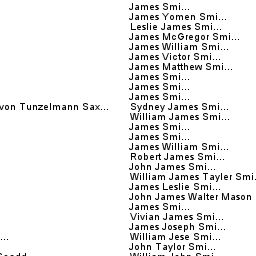 James Smi...
James Yomen Smi...
Leslie James Smi...
James McGregor Smi...
James William Smi...
James Victor Smi...
James Matthew Smi...
James Smi...
James Smi...
James Smi...
von Tunzelmann Sax... Sydney James Smi...
William James Smi...
James Smi...
James Smi...
James William Smi...
Robert James Smi...
John James Smi...
William James Tayler Smi.
James Leslie Smi...
John James Walter Mason
James Smi...
Vivian James Smi...
James Joseph Smi...
... William Jese Smi...
John Taylor Smi...
William John Smi...